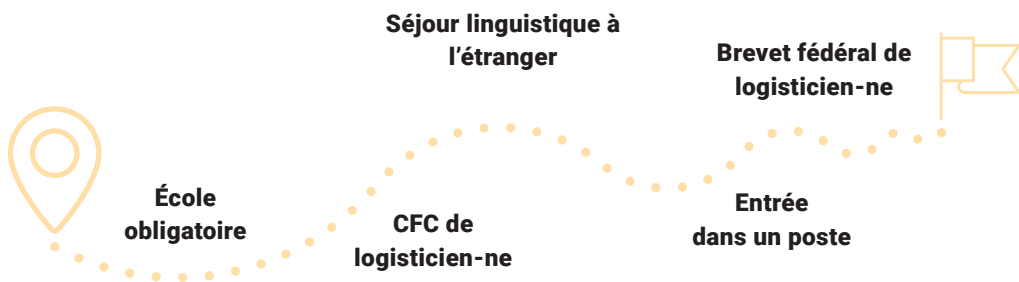 École
obligatoire
CFC de
logisticien-ne
Séjour linguistique à
l’étranger
Entrée
dans un poste
Brevet fédéral de
logisticien-ne